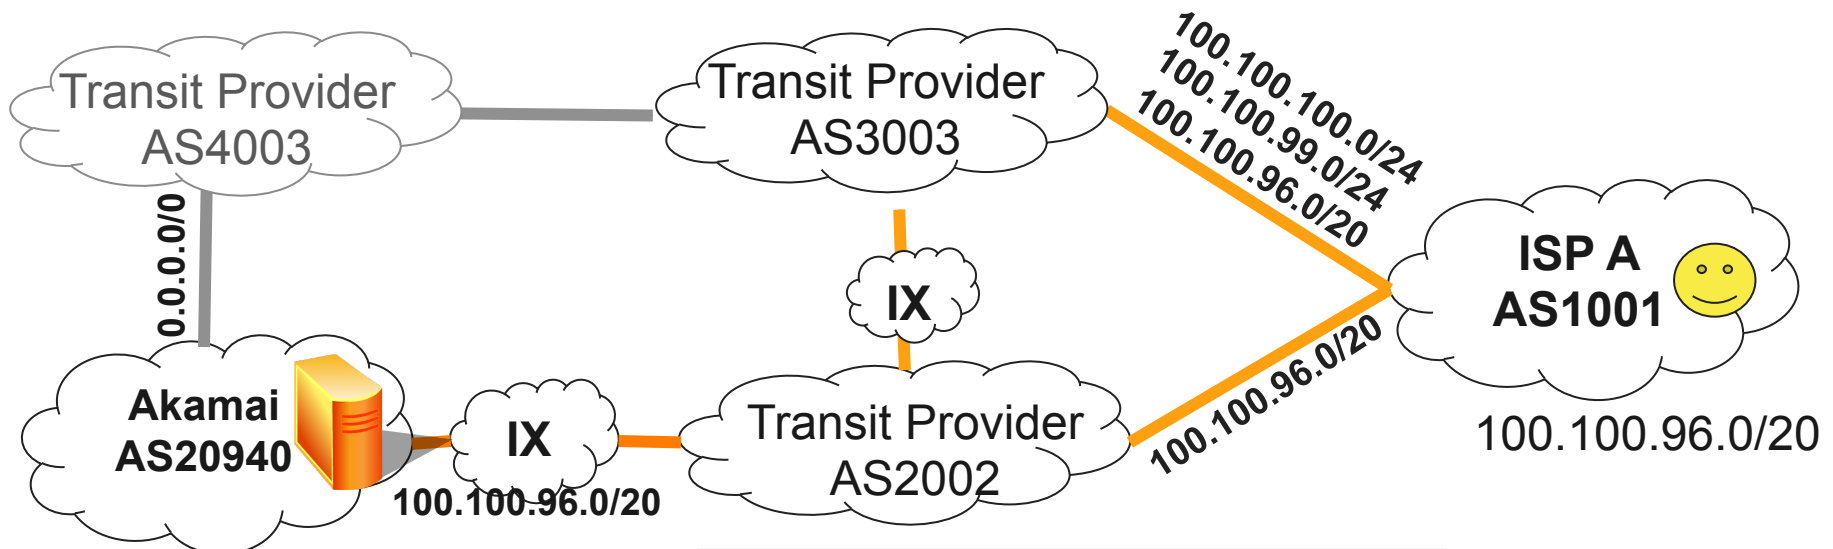 Transit Provider
AS4003
Transit Provider
AS3003
100.100.100.0/24
100.100.99.0/24
100.100.96.0/20
0.0.0.0/0
IX
ISP A
AS1001
100.100.96.0/20
Akamai
AS20940
IX
100.100.96.0/20
Transit Provider
AS2002
100.100.96.0/20